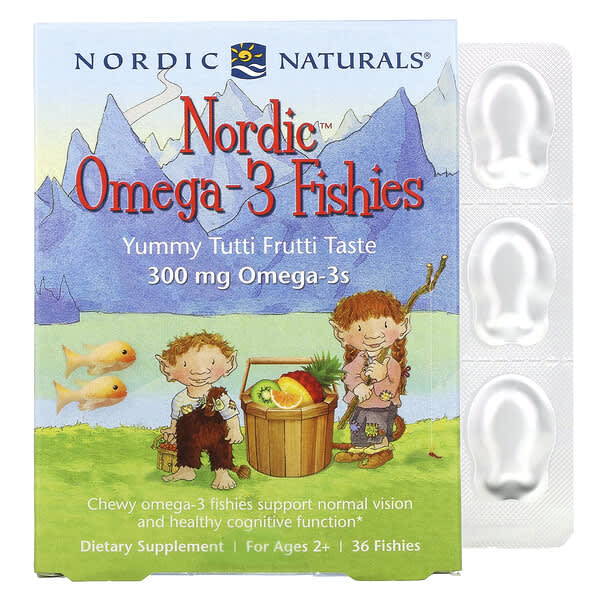 NORDIC NATURALS®
Nordic™
Omega-3 Fishies
Yummy Tutti Frutti Taste
300 mg Omega-3s
Chewy omega-3 fishies support normal vision
and healthy cognitive function*
Dietary Supplement | For Ages 2+ | 36 Fishies